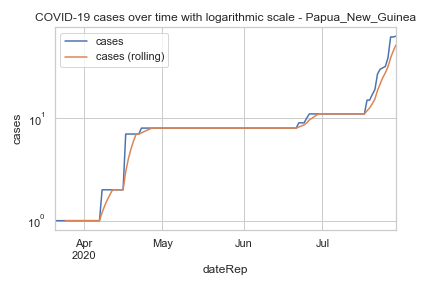 COVID-19 cases over time with logarithmic scale - Papua_New_Guinea
cases
cases (rolling)
10¹
10⁰
cases
Apr
2020
May
Jun
Jul
dateRep